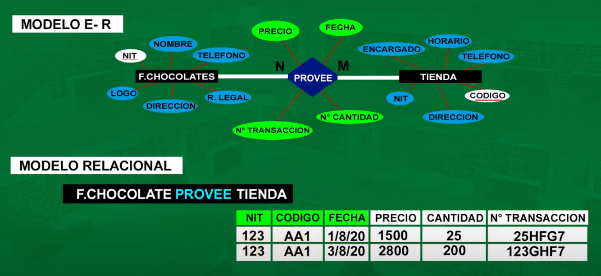 MODELO E- R
PRECIO
FECHA
NOMBRE
TELEFONO
NIT
F.CHOCOLATES
LOGO
DIRECCION
R. LEGAL
N
PROVEE
M
ENCARGADO
HORARIO
TELEFONO
TIENDA
NIT
CODIGO
DIRECCION
N° TRANSACCION
N° CANTIDAD
MODELO RELACIONAL
F.CHOCOLATE PROVEE TIENDA
NIT CODIGO FECHA PRECIO CANTIDAD N° TRANSACCION
123 AA1 1/8/20 1500 25 25HFG7
123 AA1 3/8/20 2800 200 123GHF7